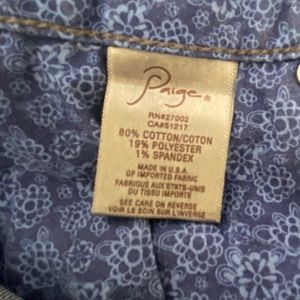 Paige®
RN#27002
CA#51217
80% COTTON/COTON
19% POLYESTER
1% SPANDEX
MADE IN U.S.A.
OF IMPORTED FABRIC
FABRIQUE AUX ETATS-UNIS
DU TISSU IMPORTE
SEE CARE ON REVERSE
VOIR LE SOIN SUR L'INVERSE